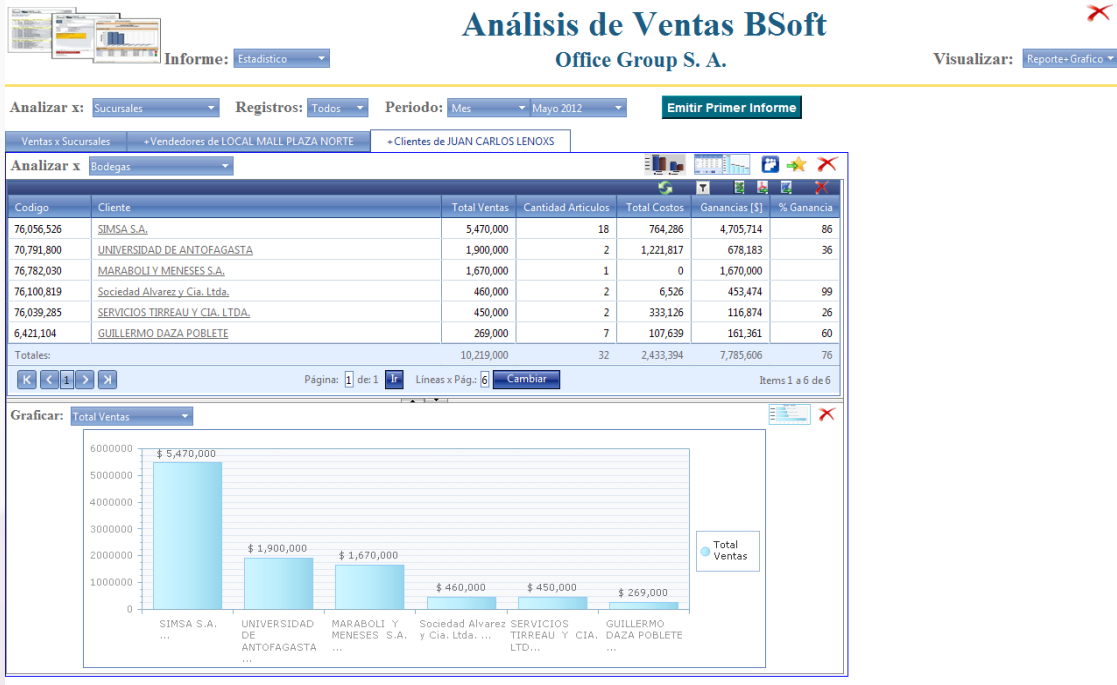 Análisis de Ventas BSoft
Office Group S. A.
Informe: Estadistico
Visualizar: Reporte+Grafico
Analizar x: Sucursales Registros: Todos Periodo: Mes Mayo 2012 Emitir Primer Informe
Ventas x Sucursales +Vendedores de LOCAL MALL PLAZA NORTE +Clientes de JUAN CARLOS LENOXS
Analizar x Bodegas
Codigo Cliente Total Ventas Cantidad Articulos Total Costos Ganancias [$] % Ganancia
76,056,526 SIMSA S.A. 5,470,000 18 764,286 4,705,714 86
70,791,800 UNIVERSIDAD DE ANTOFAGASTA 1,900,000 2 1,221,817 678,183 36
76,782,030 MARABOLI Y MENESES S.A. 1,670,000 1 0 1,670,000
76,100,819 Sociedad Alvarez y Cia. Ltda. 460,000 2 6,526 453,474 99
76,039,285 SERVICIOS TIRREAU Y CIA. LTDA. 450,000 2 333,126 116,874 26
6,421,104 GUILLERMO DAZA POBLETE 269,000 7 107,639 161,361 60
Totales: 10,219,000 32 2,433,394 7,785,606 76
1 Página: 1 de: 1 Ir Líneas x Pág.: 6 Cambiar Items 1 a 6 de 6
Graficar: Total Ventas
6000000
5000000
4000000
3000000
2000000
1000000
0
$ 5,470,000
$ 1,900,000
$ 1,670,000
$ 460,000
$ 450,000
$ 269,000
SIMSA S.A.
...
UNIVERSIDAD
DE
ANTOFAGASTA
...
MARABOLI Y
MENESES S.A.
...
Sociedad Alvarez
y Cia. Ltda. ...
SERVICIOS
TIRREAU Y CIA.
LTD...
GUILLERMO
DAZA POBLETE
...
Total
Ventas